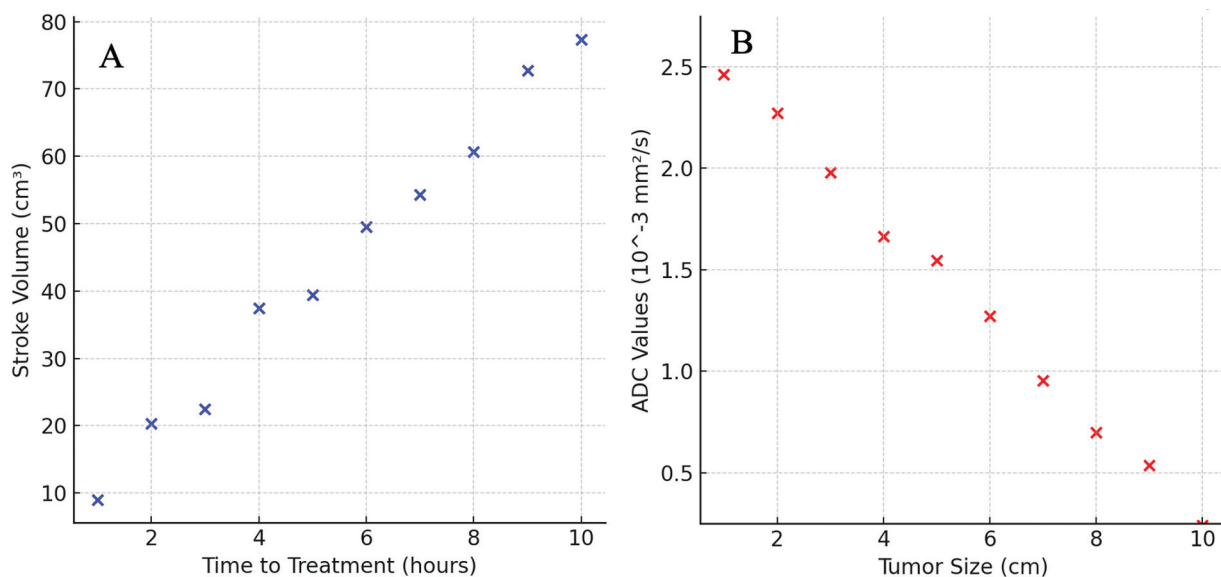 A
80
70
60
50
40
30
20
10
Stroke Volume (cm³)
2 4 6 8 10
Time to Treatment (hours)
B
2.5
2.0
1.5
1.0
0.5
ADC Values (10^-3 mm²/s)
2 4 6 8 10
Tumor Size (cm)